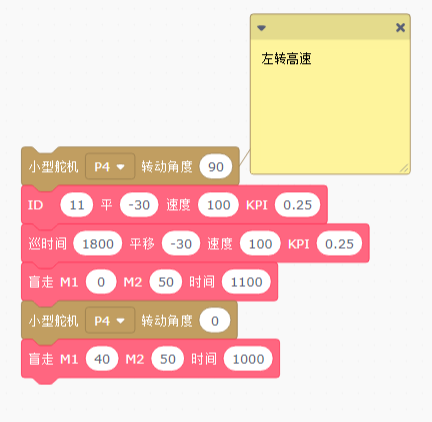 左转高速
小型舵机 P4 转动角度 90
ID 11 平 -30 速度 100 KPI 0.25
巡时间 1800 平移 -30 速度 100 KPI 0.25
盲走 M1 0 M2 50 时间 1100
小型舵机 P4 转动角度 0
盲走 M1 40 M2 50 时间 1000